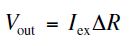 V_out = I_ex ΔR